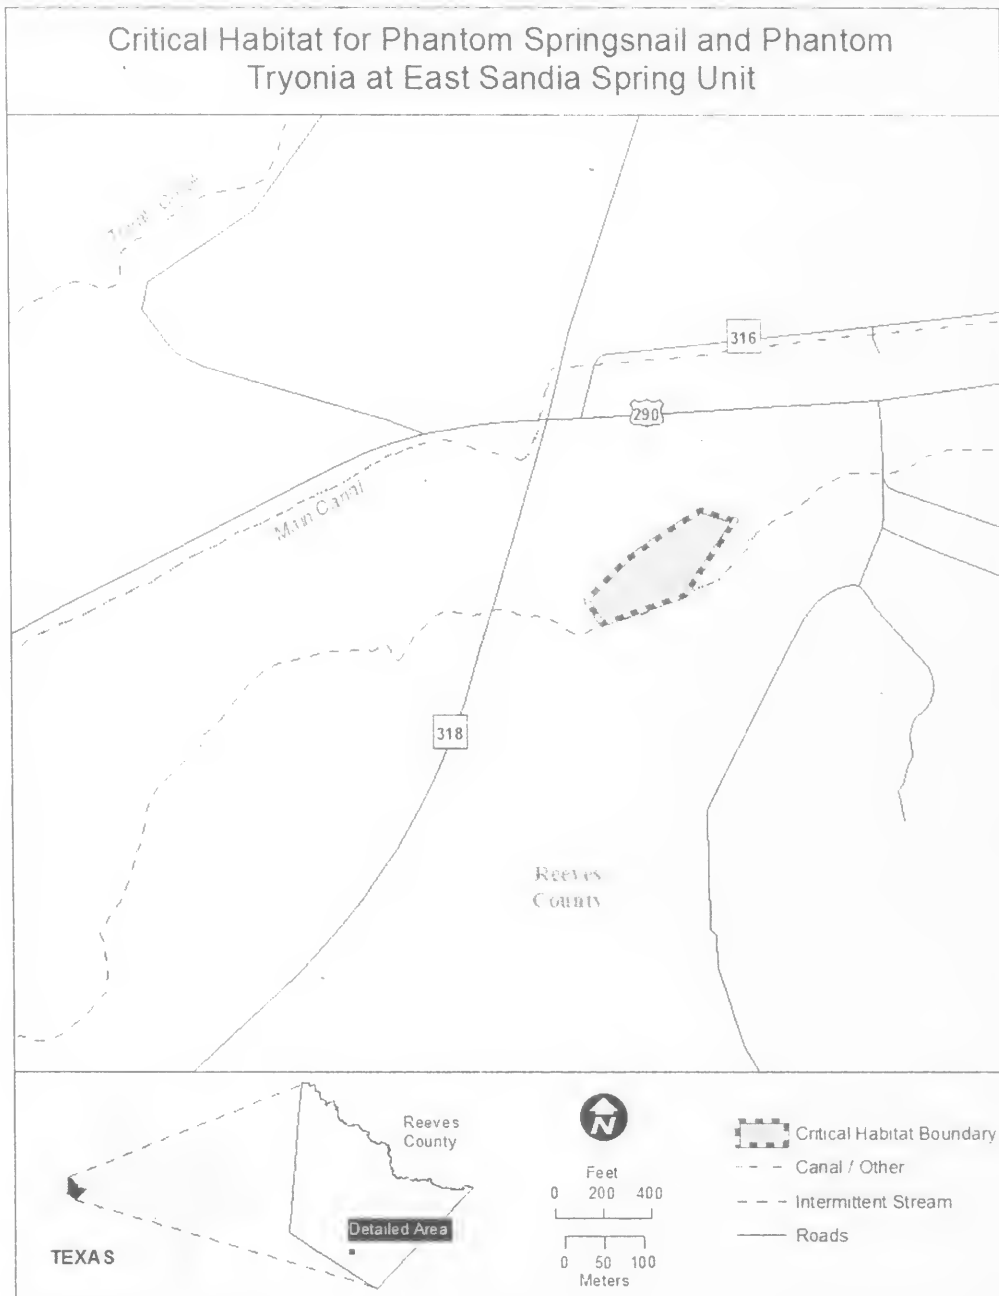 Critical Habitat for Phantom Springsnail and Phantom
Tryonia at East Sandia Spring Unit
316
290
Main Canal
318
Reeves
County
Reeves
County
Detailed Area
TEXAS
N
Feet
0 200 400
0 50 100
Meters
Critical Habitat Boundary
Canal / Other
Intermittent Stream
Roads